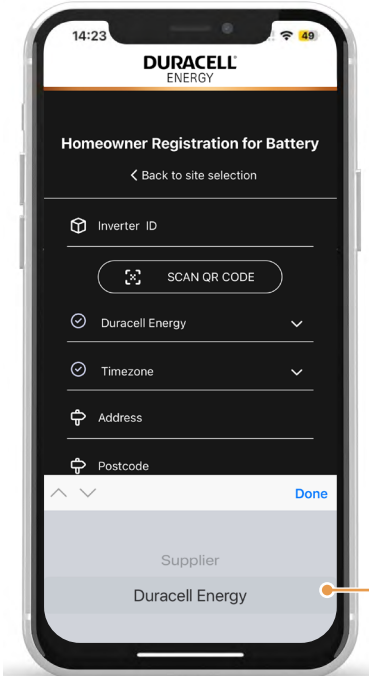 14:23
49
DURACELL®
ENERGY
Homeowner Registration for Battery
Back to site selection
Inverter ID
SCAN QR CODE
Duracell Energy
Timezone
Address
Postcode
Done
Supplier
Duracell Energy